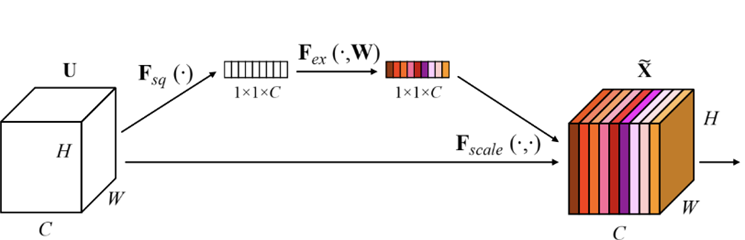 U
F_sq (·)
F_ex (·,W)
1×1×C
1×1×C
X̃
H
W
C
F_scale (·,·)
H
W
C